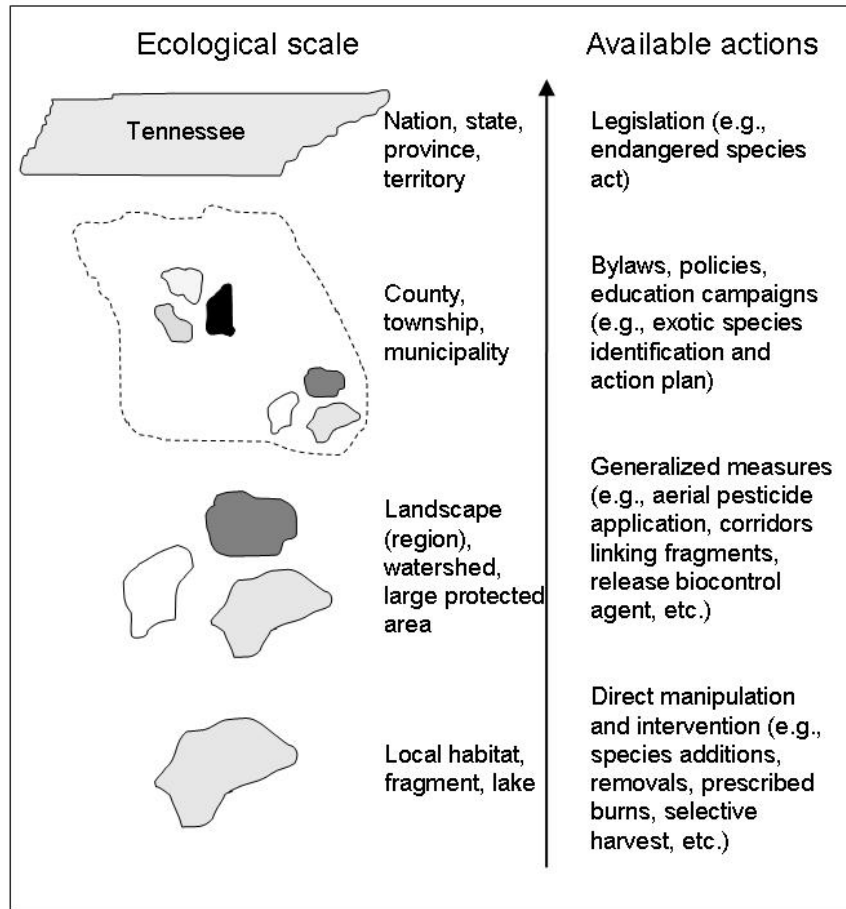 Ecological scale
Available actions
Tennessee
Nation, state,
province,
territory
Legislation (e.g.,
endangered species
act)
County,
township,
municipality
Bylaws, policies,
education campaigns
(e.g., exotic species
identification and
action plan)
Landscape
(region),
watershed,
large protected
area
Generalized measures
(e.g., aerial pesticide
application, corridors
linking fragments,
release biocontrol
agent, etc.)
Local habitat,
fragment, lake
Direct manipulation
and intervention (e.g.,
species additions,
removals, prescribed
burns, selective
harvest, etc.)